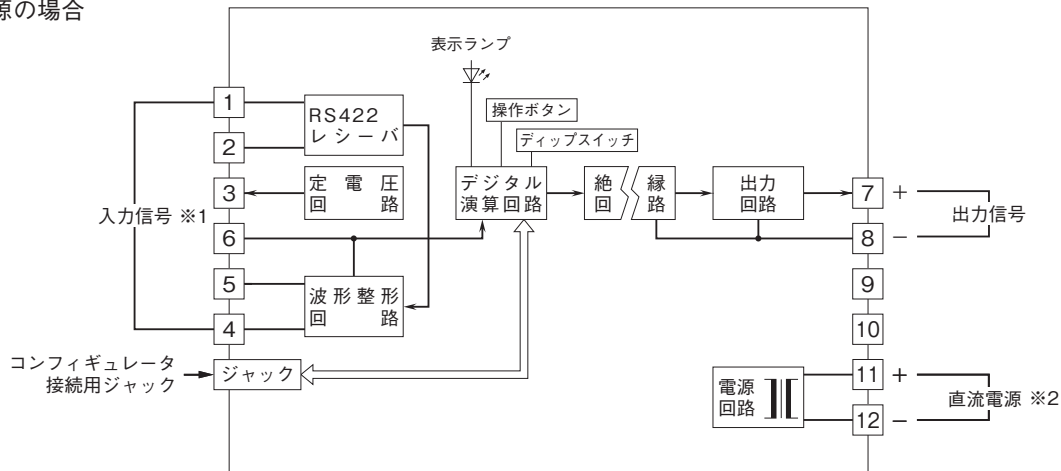 源の場合
表示ランプ
操作ボタン
ディップスイッチ
1
2
3
6
5
4
入力信号 ※1
RS422
レシーバ
定電圧
回路
波形整形
回路
デジタル
演算回路
絶縁
回路
出力
回路
7 +
8 −
出力信号
9
10
11 +
12 −
直流電源 ※2
電源
回路
コンフィギュレータ
接続用ジャック
ジャック